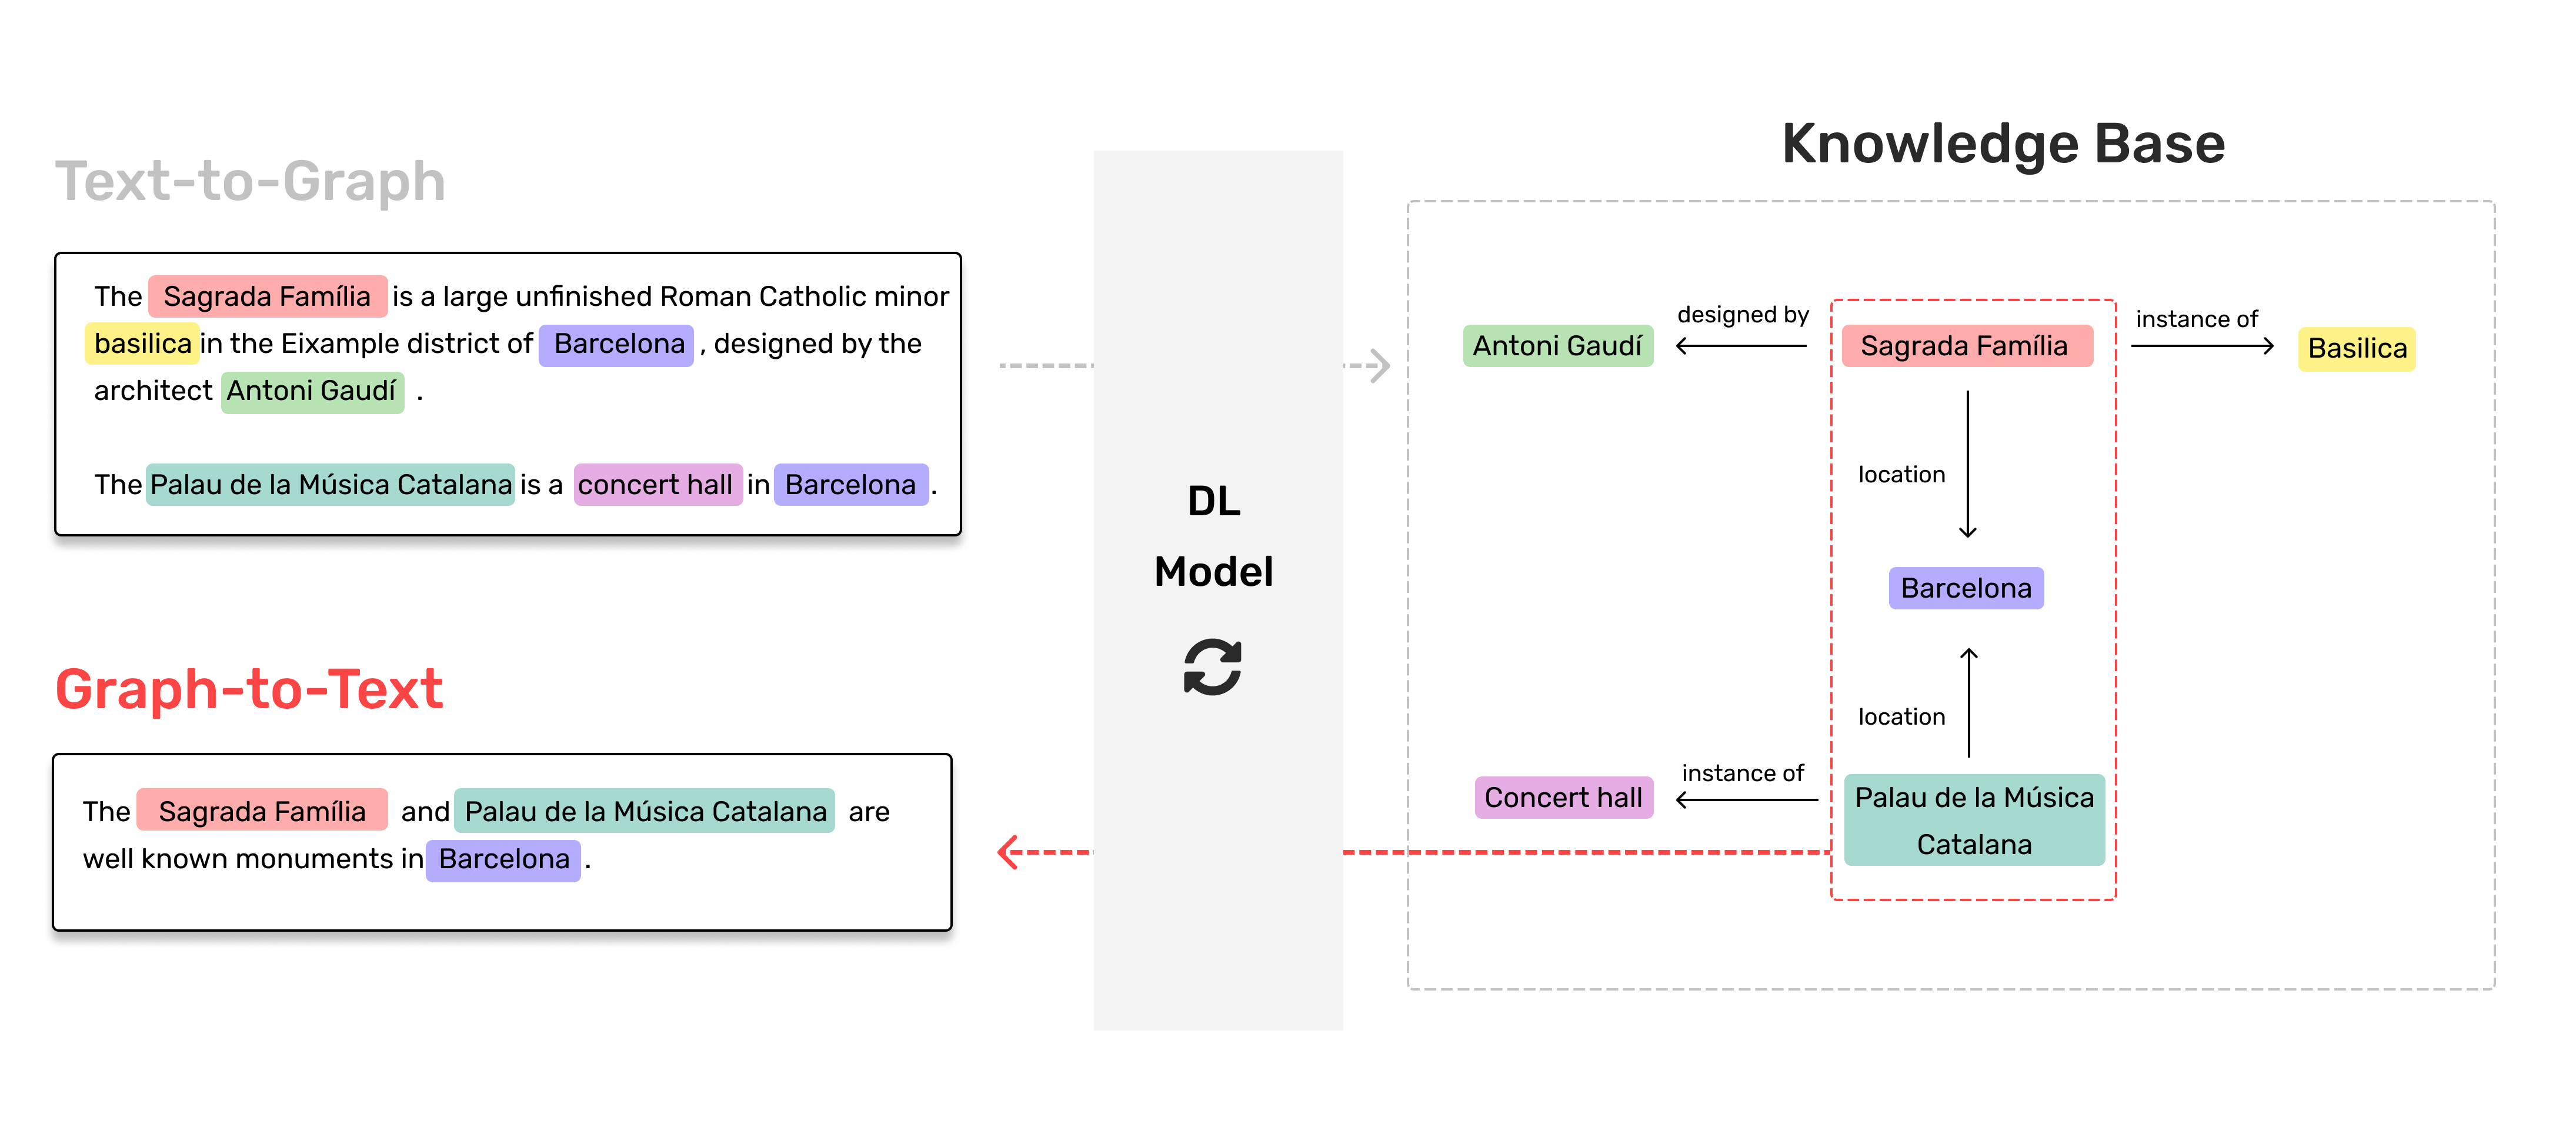 Text-to-Graph
The Sagrada Família is a large unfinished Roman Catholic minor
basilica in the Eixample district of Barcelona , designed by the
architect Antoni Gaudí .
The Palau de la Música Catalana is a concert hall in Barcelona .
Graph-to-Text
The Sagrada Família and Palau de la Música Catalana are
well known monuments in Barcelona .
DL
Model
Knowledge Base
Antoni Gaudí
designed by
Sagrada Família
instance of
Basilica
location
Barcelona
location
Concert hall
instance of
Palau de la Música
Catalana